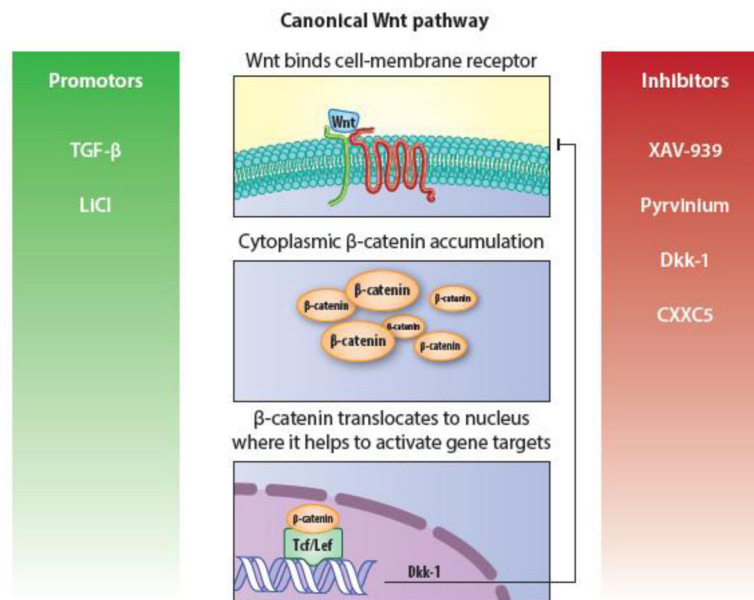 Canonical Wnt pathway
Promotors
TGF-β
LiCl
Wnt binds cell-membrane receptor
Wnt
Cytoplasmic β-catenin accumulation
β-catenin
β-catenin
β-catenin
β-catenin
β-catenin
β-catenin
β-catenin translocates to nucleus
where it helps to activate gene targets
β-catenin
Tcf/Lef
Dkk-1
Inhibitors
XAV-939
Pyrvinium
Dkk-1
CXXC5